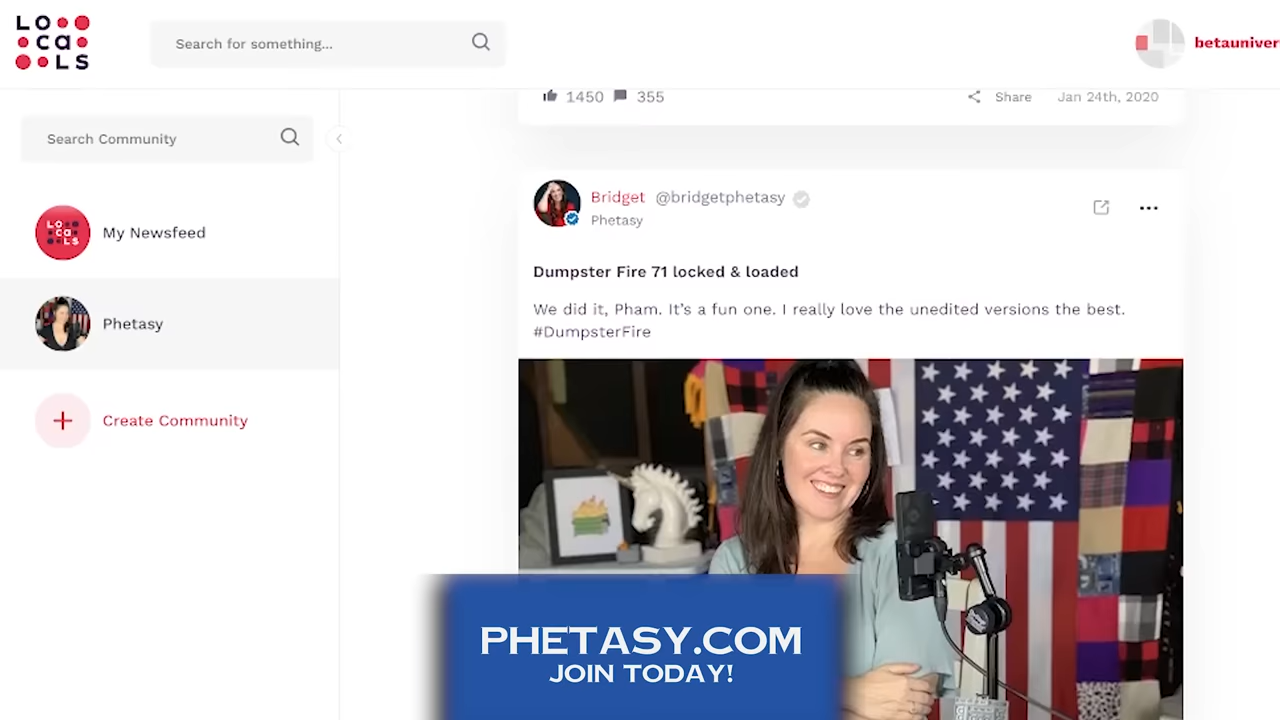 LO
ca
LS
Search for something...
betauniver
1450 355
Share Jan 24th, 2020
Search Community
My Newsfeed
Phetasy
Create Community
Bridget @bridgetphetasy
Phetasy
Dumpster Fire 71 locked & loaded
We did it, Pham. It’s a fun one. I really love the unedited versions the best.
#DumpsterFire
PHETASY.COM
JOIN TODAY!